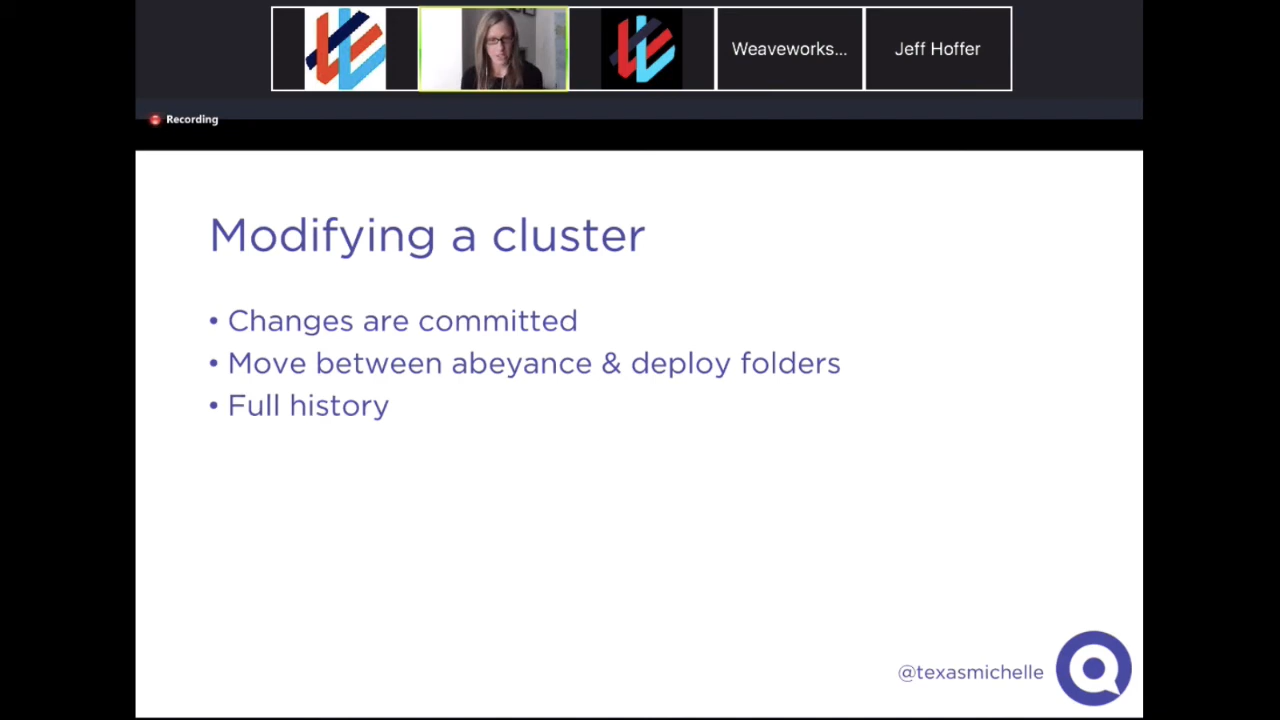 Weaveworks...
Jeff Hoffer
Recording
Modifying a cluster
• Changes are committed
• Move between abeyance & deploy folders
• Full history
@texasmichelle